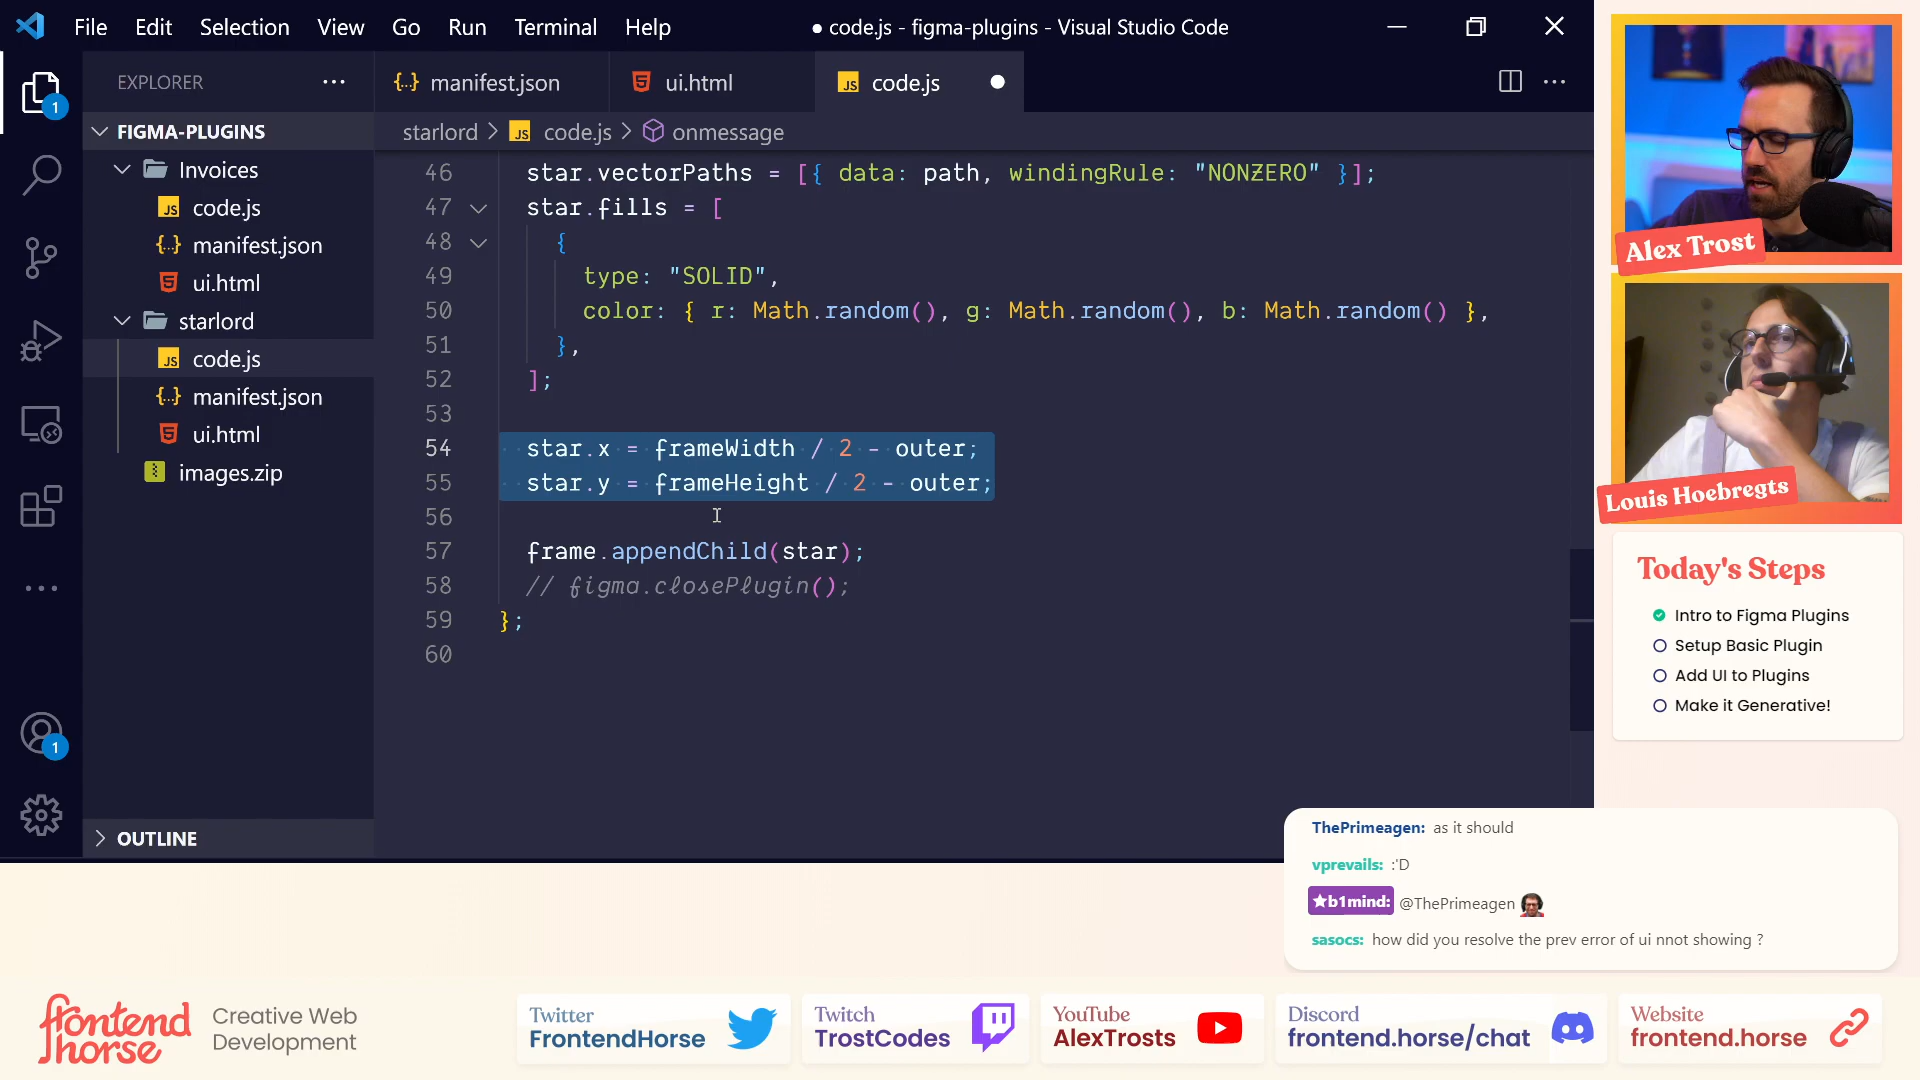 File Edit Selection View Go Run Terminal Help
● code.js - figma-plugins - Visual Studio Code
EXPLORER
manifest.json
ui.html
code.js
FIGMA-PLUGINS
Invoices
code.js
manifest.json
ui.html
starlord
code.js
manifest.json
ui.html
images.zip
OUTLINE
1
1
starlord > code.js > onmessage
46 star.vectorPaths = [{ data: path, windingRule: "NONZERO" }];
47 star.fills = [
48 {
49 type: "SOLID",
50 color: { r: Math.random(), g: Math.random(), b: Math.random() },
51 },
52 ];
53
54 star.x = frameWidth / 2 - outer;
55 star.y = frameHeight / 2 - outer;
56
57 frame.appendChild(star);
58 // figma.closePlugin();
59 };
60
Alex Trost
Louis Hoebregts
Today's Steps
Intro to Figma Plugins
Setup Basic Plugin
Add UI to Plugins
Make it Generative!
ThePrimeagen: as it should
vprevails: :'D
★b1mind: @ThePrimeagen
sasocs: how did you resolve the prev error of ui nnot showing ?
frontend horse
Creative Web Development
Twitter
FrontendHorse
Twitch
TrostCodes
YouTube
AlexTrosts
Discord
frontend.horse/chat
Website
frontend.horse